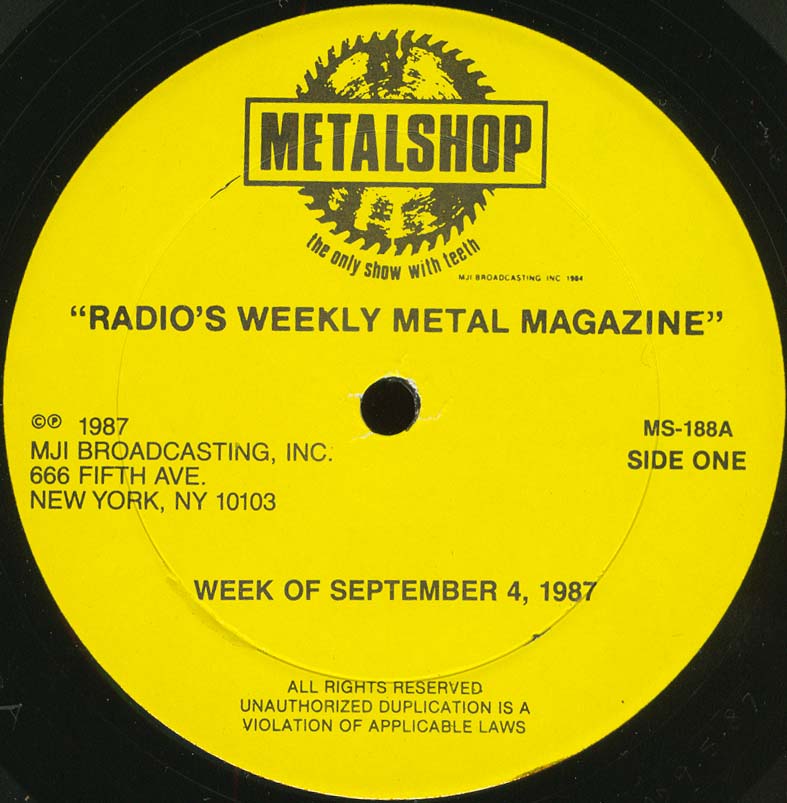 METALSHOP
the only show with teeth
MJI BROADCASTING INC 1984
“RADIO’S WEEKLY METAL MAGAZINE”
©℗ 1987
MJI BROADCASTING, INC.
666 FIFTH AVE.
NEW YORK, NY 10103
MS-188A
SIDE ONE
WEEK OF SEPTEMBER 4, 1987
ALL RIGHTS RESERVED
UNAUTHORIZED DUPLICATION IS A
VIOLATION OF APPLICABLE LAWS